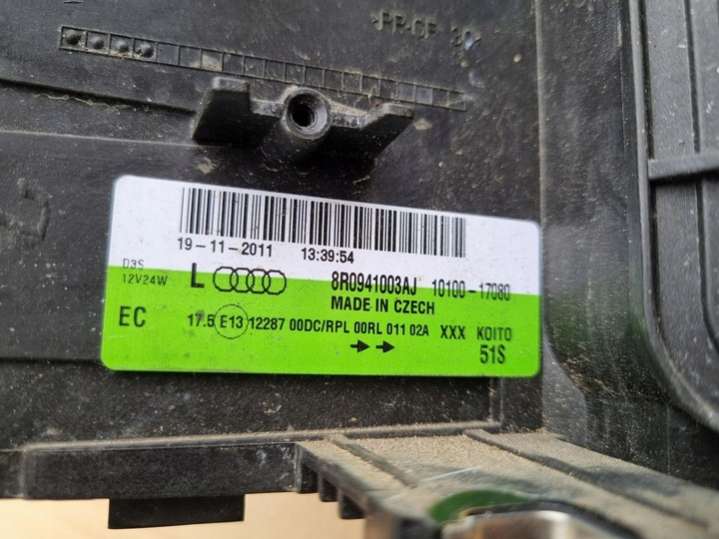 >PP-GF 30<
19-11-2011 13:39:54
D3S
12V24W
L 8R0941003AJ 10100-17080
MADE IN CZECH
EC 17.5 E13 12287 00DC/RPL 00RL 011 02A XXX KOITO
51S